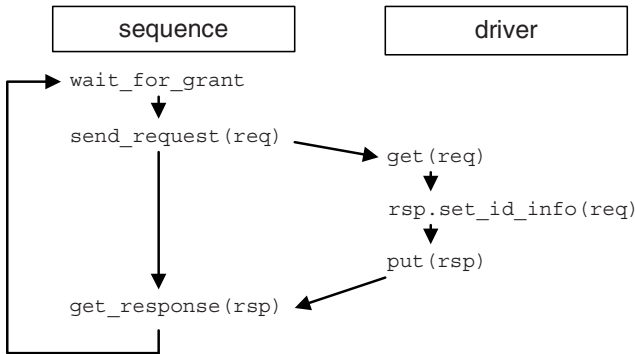 sequence
driver
wait_for_grant
send_request(req)
get(req)
rsp.set_id_info(req)
put(rsp)
get_response(rsp)